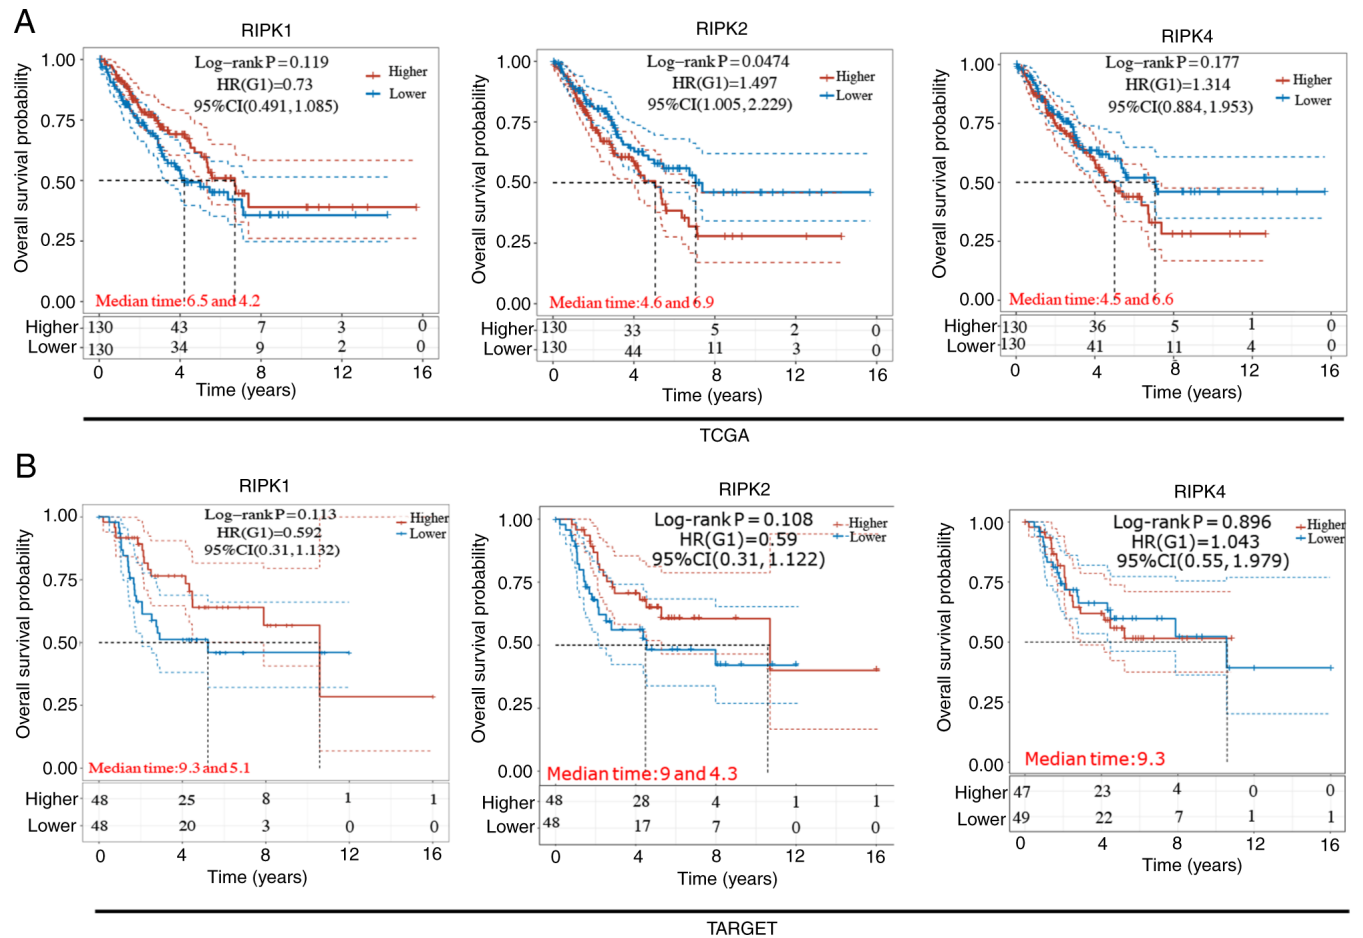 A
RIPK1
Overall survival probability
1.00
0.75
0.50
0.25
0.00
Log-rank P = 0.119
HR(G1)=0.73
95%CI(0.491, 1.085)
Higher
Lower
Median time:6.5 and 4.2
Higher 130 43 7 3 0
Lower 130 34 9 2 0
0 4 8 12 16
Time (years)
RIPK2
Overall survival probability
1.00
0.75
0.50
0.25
0.00
Log-rank P = 0.0474
HR(G1)=1.497
95%CI(1.005, 2.229)
Higher
Lower
Median time:4.6 and 6.9
Higher 130 33 5 2 0
Lower 130 44 11 3 0
0 4 8 12 16
Time (years)
RIPK4
Overall survival probability
1.00
0.75
0.50
0.25
0.00
Log-rank P = 0.177
HR(G1)=1.314
95%CI(0.884, 1.953)
Higher
Lower
Median time:4.5 and 6.6
Higher 130 36 5 1 0
Lower 130 41 11 4 0
0 4 8 12 16
Time (years)
TCGA
B
RIPK1
Overall survival probability
1.00
0.75
0.50
0.25
0.00
Log-rank P = 0.113
HR(G1)=0.592
95%CI(0.31, 1.132)
Higher
Lower
Median time:9.3 and 5.1
Higher 48 25 8 1 1
Lower 48 20 3 0 0
0 4 8 12 16
Time (years)
RIPK2
Overall survival probability
1.00
0.75
0.50
0.25
0.00
Log-rank P = 0.108
HR(G1)=0.59
95%CI(0.31, 1.122)
Higher
Lower
Median time:9 and 4.3
Higher 48 28 4 1 1
Lower 48 17 7 0 0
0 4 8 12 16
Time (years)
RIPK4
Overall survival probability
1.00
0.75
0.50
0.25
0.00
Log-rank P = 0.896
HR(G1)=1.043
95%CI(0.55, 1.979)
Higher
Lower
Median time:9.3
Higher 47 23 4 0 0
Lower 49 22 7 1 1
0 4 8 12 16
Time (years)
TARGET